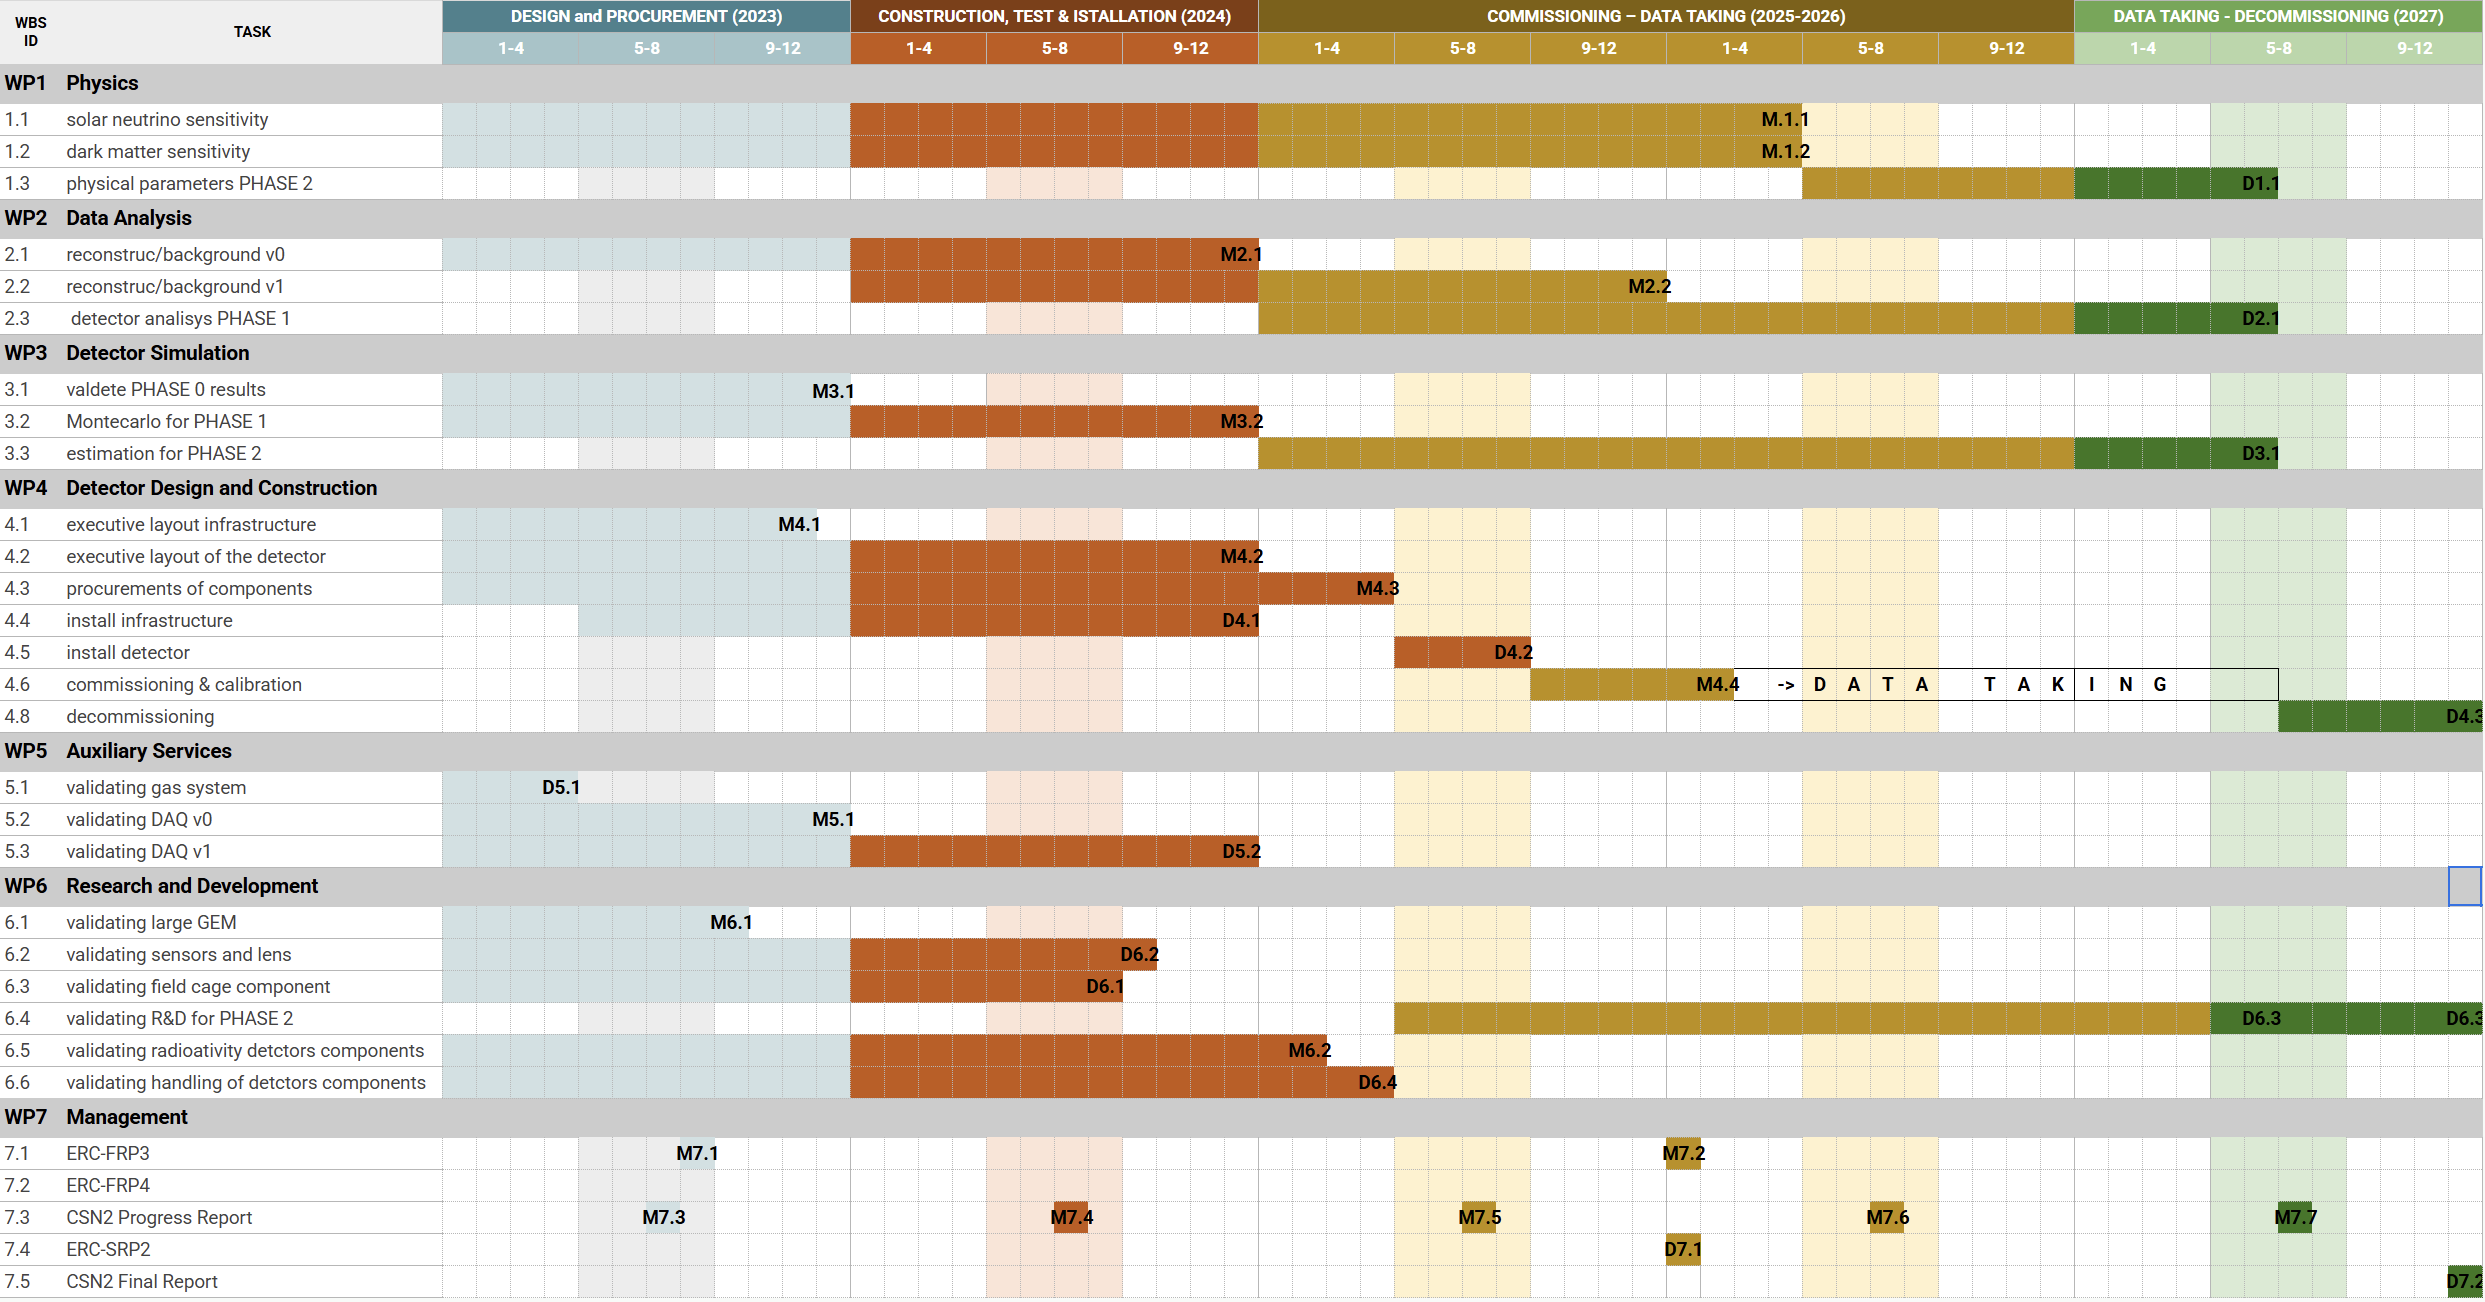 WBS ID TASK DESIGN and PROCUREMENT (2023) CONSTRUCTION, TEST & ISTALLATION (2024) COMMISSIONING – DATA TAKING (2025-2026) DATA TAKING - DECOMMISSIONING (2027)
1-4 5-8 9-12 1-4 5-8 9-12 1-4 5-8 9-12 1-4 5-8 9-12 1-4 5-8 9-12
WP1 Physics
1.1 solar neutrino sensitivity M.1.1
1.2 dark matter sensitivity M.1.2
1.3 physical parameters PHASE 2 D1.1
WP2 Data Analysis
2.1 reconstruc/background v0 M2.1
2.2 reconstruc/background v1 M2.2
2.3 detector analisys PHASE 1 D2.1
WP3 Detector Simulation
3.1 valdete PHASE 0 results M3.1
3.2 Montecarlo for PHASE 1 M3.2
3.3 estimation for PHASE 2 D3.1
WP4 Detector Design and Construction
4.1 executive layout infrastructure M4.1
4.2 executive layout of the detector M4.2
4.3 procurements of components M4.3
4.4 install infrastructure D4.1
4.5 install detector D4.2
4.6 commissioning & calibration M4.4 -> D A T A T A K I N G
4.8 decommissioning D4.3
WP5 Auxiliary Services
5.1 validating gas system D5.1
5.2 validating DAQ v0 M5.1
5.3 validating DAQ v1 D5.2
WP6 Research and Development
6.1 validating large GEM M6.1
6.2 validating sensors and lens D6.2
6.3 validating field cage component D6.1
6.4 validating R&D for PHASE 2 D6.3 D6.3
6.5 validating radioativity detctors components M6.2
6.6 validating handling of detctors components D6.4
WP7 Management
7.1 ERC-FRP3 M7.1 M7.2
7.2 ERC-FRP4
7.3 CSN2 Progress Report M7.3 M7.4 M7.5 M7.6 M7.7
7.4 ERC-SRP2 D7.1
7.5 CSN2 Final Report D7.2